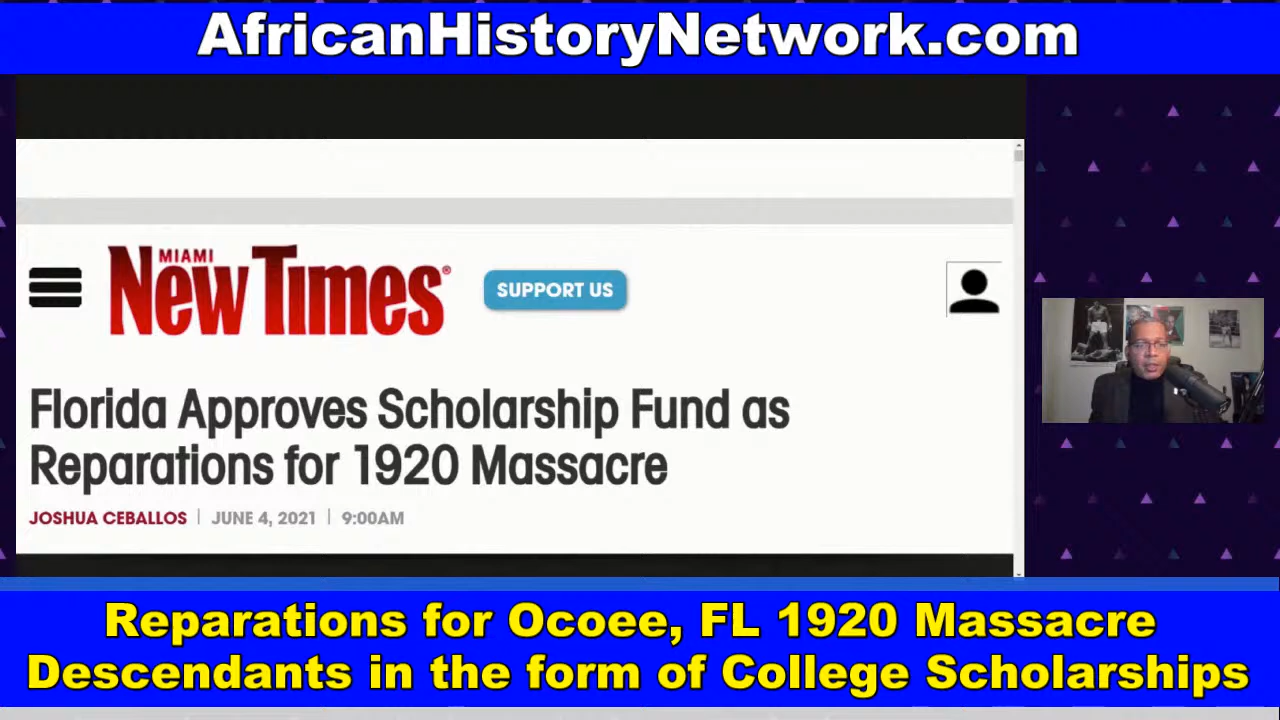 AfricanHistoryNetwork.com
MIAMI
New Times®
SUPPORT US
Florida Approves Scholarship Fund as
Reparations for 1920 Massacre
JOSHUA CEBALLOS | JUNE 4, 2021 | 9:00AM
Reparations for Ocoee, FL 1920 Massacre
Descendants in the form of College Scholarships